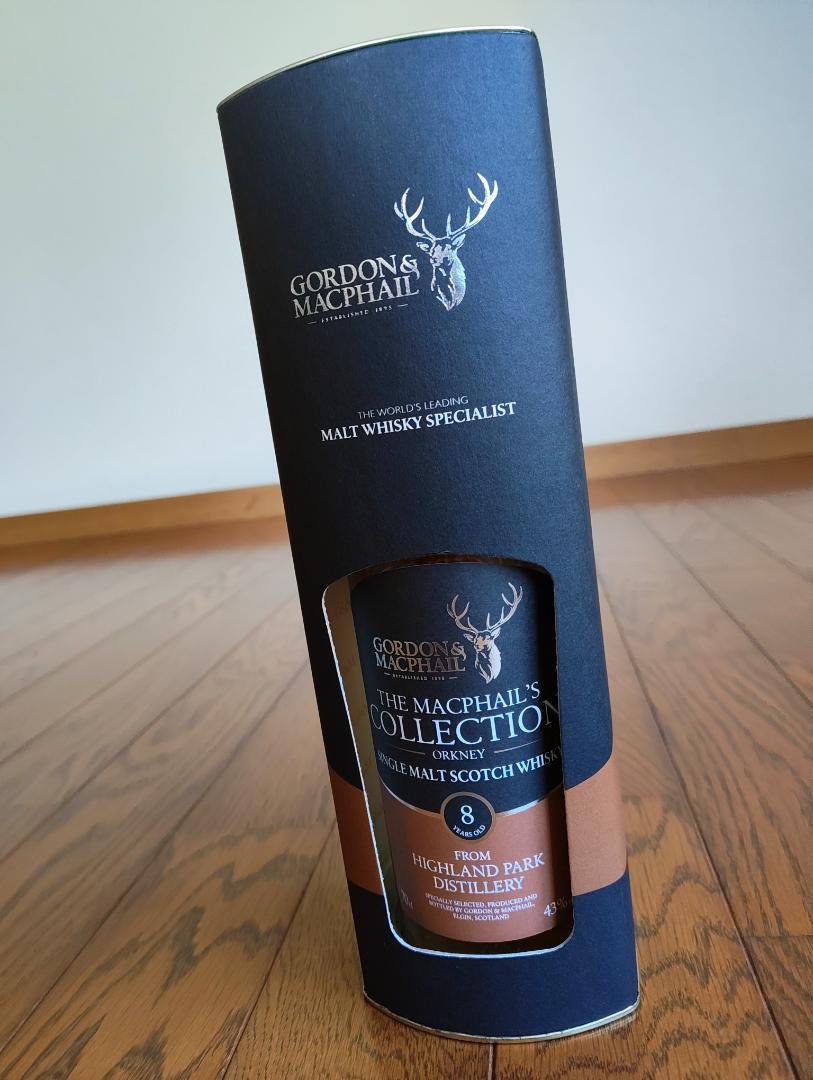 GORDON &
MACPHAIL
ESTABLISHED 1895
THE WORLD'S LEADING
MALT WHISKY SPECIALIST
GORDON &
MACPHAIL
ESTABLISHED 1895
THE MACPHAIL'S
COLLECTION
ORKNEY
SINGLE MALT SCOTCH WHISKY
8
YEARS OLD
FROM
HIGHLAND PARK
DISTILLERY
SPECIALLY SELECTED, PRODUCED AND
BOTTLED BY GORDON & MACPHAIL,
ELGIN, SCOTLAND
43%